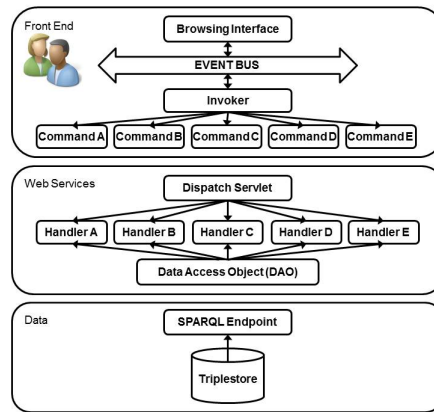 Front End
Browsing Interface
EVENT BUS
Invoker
Command A Command B Command C Command D Command E
Web Services
Dispatch Servlet
Handler A Handler B Handler C Handler D Handler E
Data Access Object (DAO)
Data
SPARQL Endpoint
Triplestore